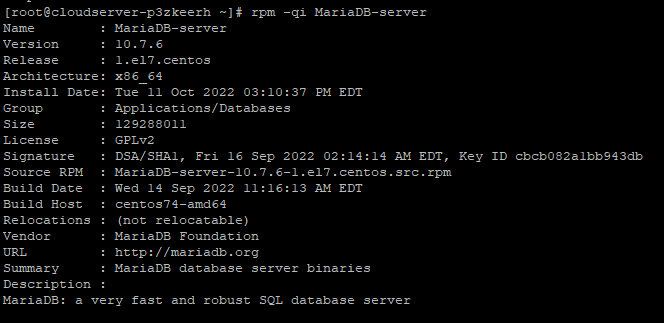 [root@cloudserver-p3zkeerh ~]# rpm -qi MariaDB-server
Name        : MariaDB-server
Version     : 10.7.6
Release     : 1.el7.centos
Architecture: x86_64
Install Date: Tue 11 Oct 2022 03:10:37 PM EDT
Group       : Applications/Databases
Size        : 129288011
License     : GPLv2
Signature   : DSA/SHA1, Fri 16 Sep 2022 02:14:14 AM EDT, Key ID cbcb082a1bb943db
Source RPM  : MariaDB-server-10.7.6-1.el7.centos.src.rpm
Build Date  : Wed 14 Sep 2022 11:16:13 AM EDT
Build Host  : centos74-amd64
Relocations : (not relocatable)
Vendor      : MariaDB Foundation
URL         : http://mariadb.org
Summary     : MariaDB database server binaries
Description :
MariaDB: a very fast and robust SQL database server